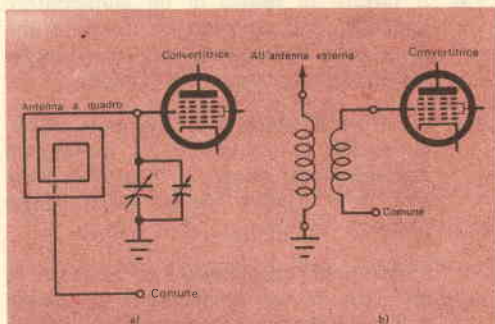 Convertitrice
All'antenna esterna
Convertitrice
Antenna a quadro
Comune
Comune
a)
b)